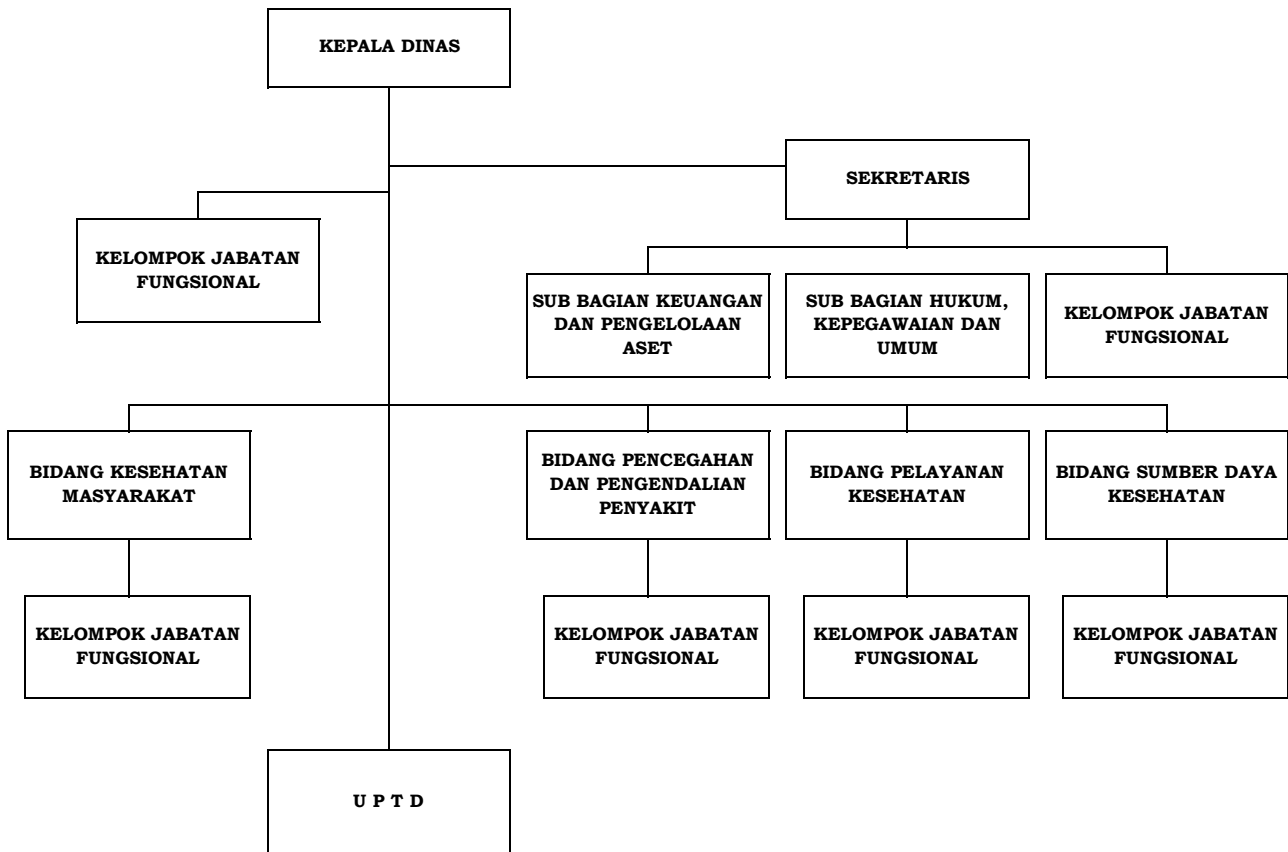 KEPALA DINAS
SEKRETARIS
KELOMPOK JABATAN
FUNGSIONAL
SUB BAGIAN KEUANGAN
DAN PENGELOLAAN
ASET
SUB BAGIAN HUKUM,
KEPEGAWAIAN DAN
UMUM
KELOMPOK JABATAN
FUNGSIONAL
BIDANG KESEHATAN
MASYARAKAT
BIDANG PENCEGAHAN
DAN PENGENDALIAN
PENYAKIT
BIDANG PELAYANAN
KESEHATAN
BIDANG SUMBER DAYA
KESEHATAN
KELOMPOK JABATAN
FUNGSIONAL
KELOMPOK JABATAN
FUNGSIONAL
KELOMPOK JABATAN
FUNGSIONAL
KELOMPOK JABATAN
FUNGSIONAL
U P T D